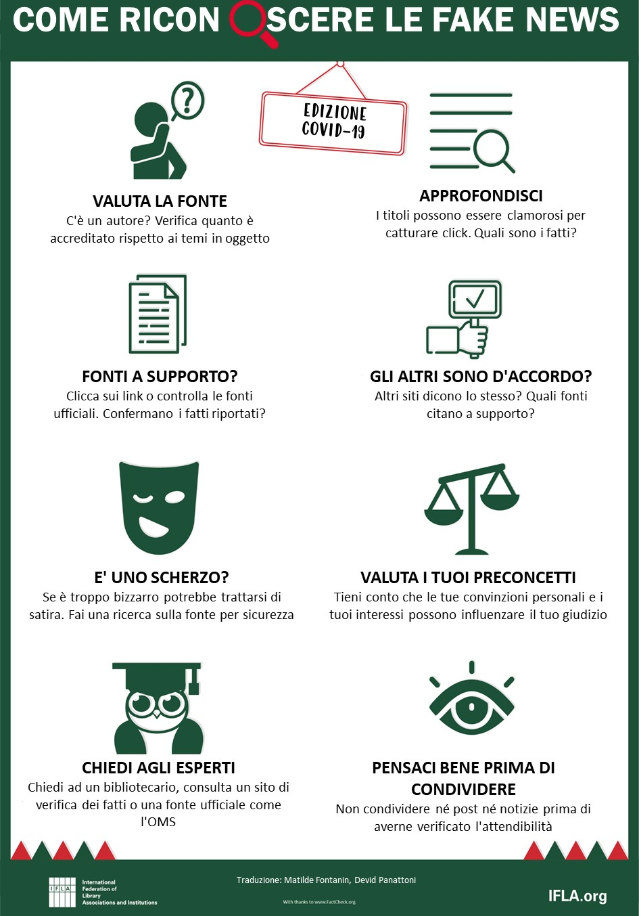 COME RICONOSCERE LE FAKE NEWS
EDIZIONE
COVID-19
?
VALUTA LA FONTE
C'è un autore? Verifica quanto è
accreditato rispetto ai temi in oggetto
APPROFONDISCI
I titoli possono essere clamorosi per
catturare click. Quali sono i fatti?
FONTI A SUPPORTO?
Clicca sui link o controlla le fonti
ufficiali. Confermano i fatti riportati?
GLI ALTRI SONO D'ACCORDO?
Altri siti dicono lo stesso? Quali fonti
citano a supporto?
E' UNO SCHERZO?
Se è troppo bizzarro potrebbe trattarsi di
satira. Fai una ricerca sulla fonte per sicurezza
VALUTA I TUOI PRECONCETTI
Tieni conto che le tue convinzioni personali e i
tuoi interessi possono influenzare il tuo giudizio
CHIEDI AGLI ESPERTI
Chiedi ad un bibliotecario, consulta un sito di
verifica dei fatti o una fonte ufficiale come
l'OMS
PENSACI BENE PRIMA DI
CONDIVIDERE
Non condividere né post né notizie prima di
averne verificato l'attendibilità
IFLA
International
Federation of
Library
Associations and Institutions
Traduzione: Matilde Fontanin, Devid Panattoni
With thanks to www.FactCheck.org
IFLA.org